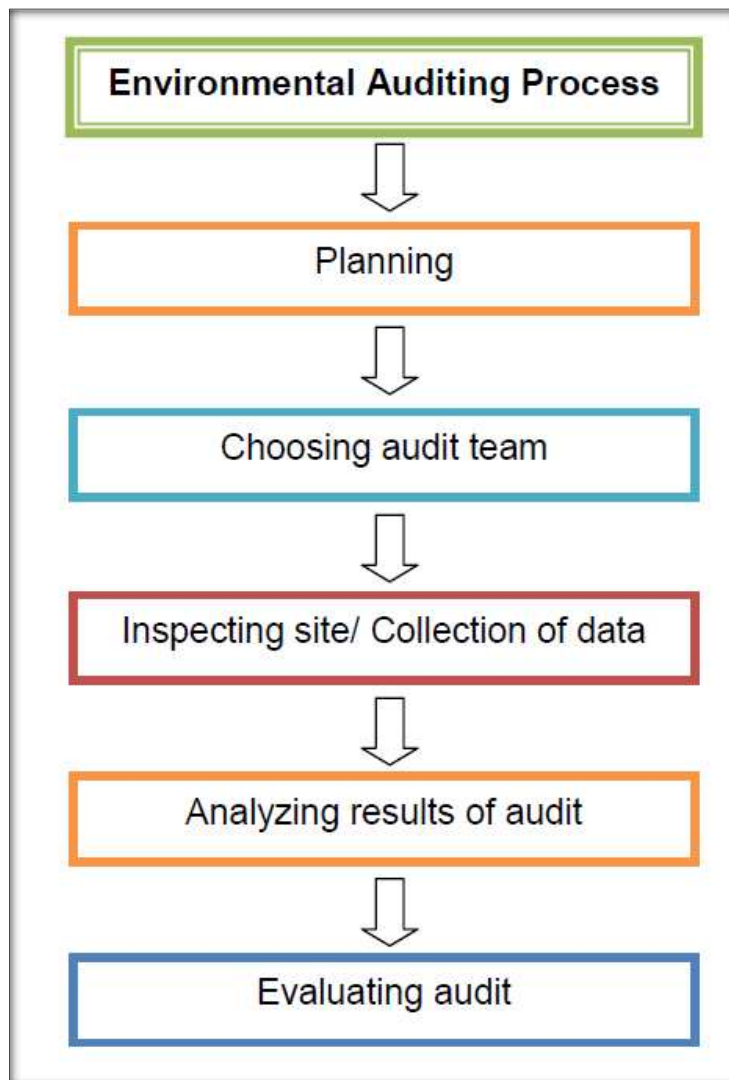 Environmental Auditing Process
Planning
Choosing audit team
Inspecting site/ Collection of data
Analyzing results of audit
Evaluating audit